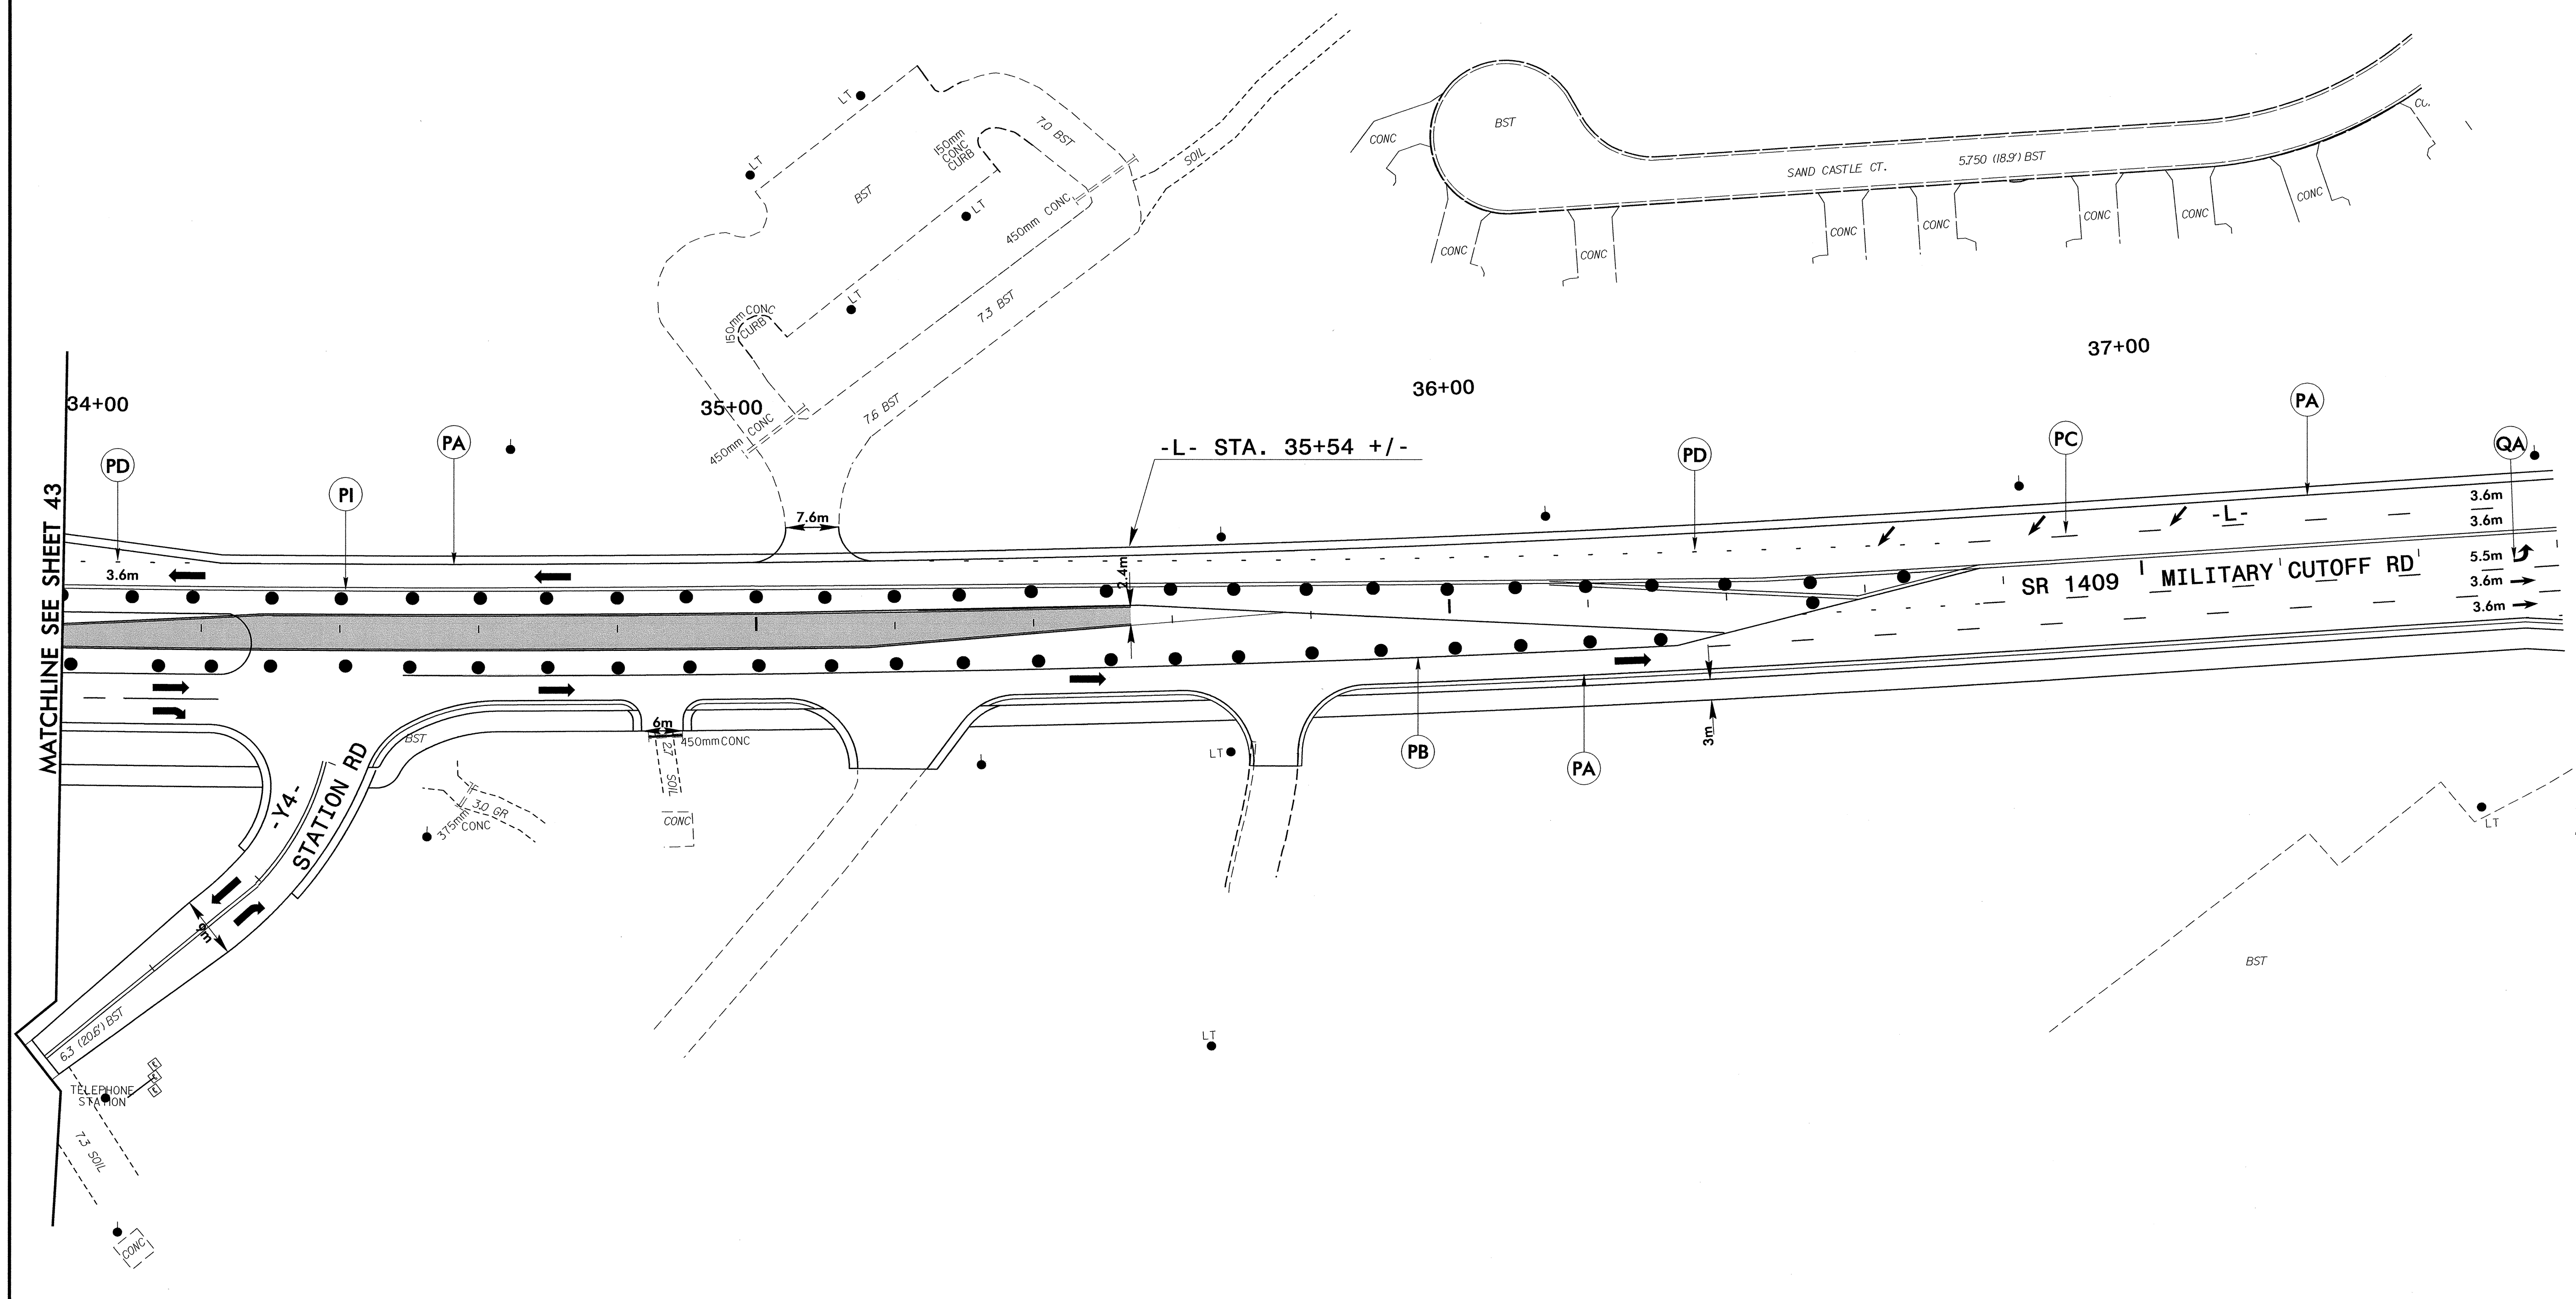 LT
LT
150mm
CONC
CURB
7.0 BST
BST
SOIL
LT
450mm CONC
LT
150mm CONC
CURB
7.3 BST
7.6 BST
450mm CONC
BST
CONC
SAND CASTLE CT.
5.750 (18.9') BST
CONC
CONC
CONC
CONC
CONC
CONC
CONC
34+00
35+00
36+00
37+00
MATCHLINE SEE SHEET 43
PD
PI
PA
-L- STA. 35+54 +/-
PD
PC
PA
QA
7.6m
3.6m
2.4m
3.6m
-L-
3.6m
5.5m
SR 1409
MILITARY CUTOFF RD
3.6m
3.6m
6m
3m
PB
PA
BST
450mm CONC
2.7 SOIL
CONC
LT
-Y4-
STATION RD
3.0 GR
375mm
CONC
9m
6.3 (20.6') BST
TELEPHONE
STATION
7.3 SOIL
CONC
LT
LT
BST